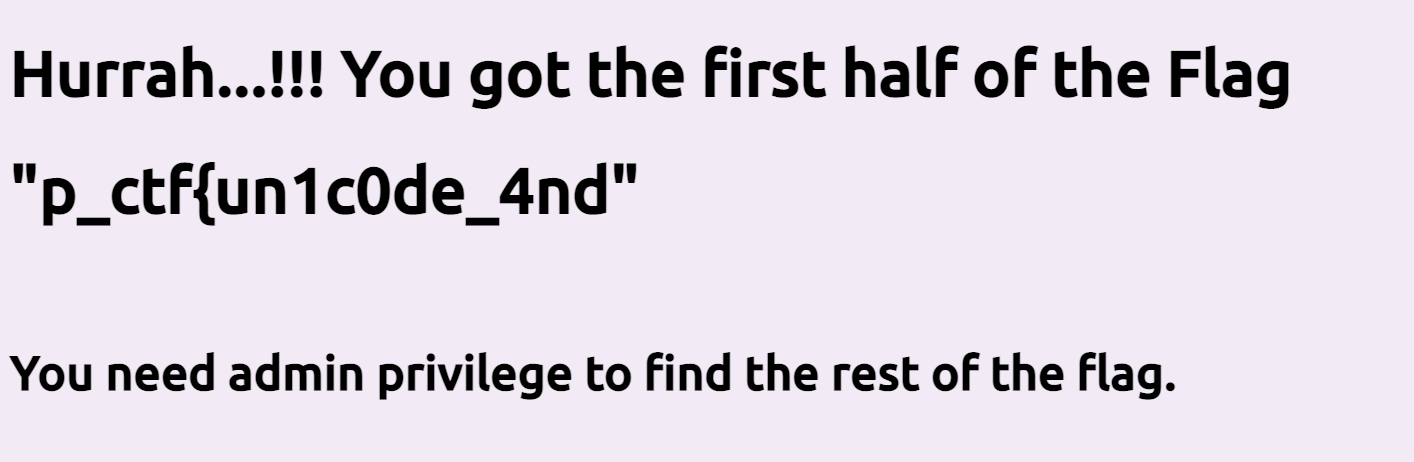 Hurrah...!!! You got the first half of the Flag
"p_ctf{un1c0de_4nd"
You need admin privilege to find the rest of the flag.